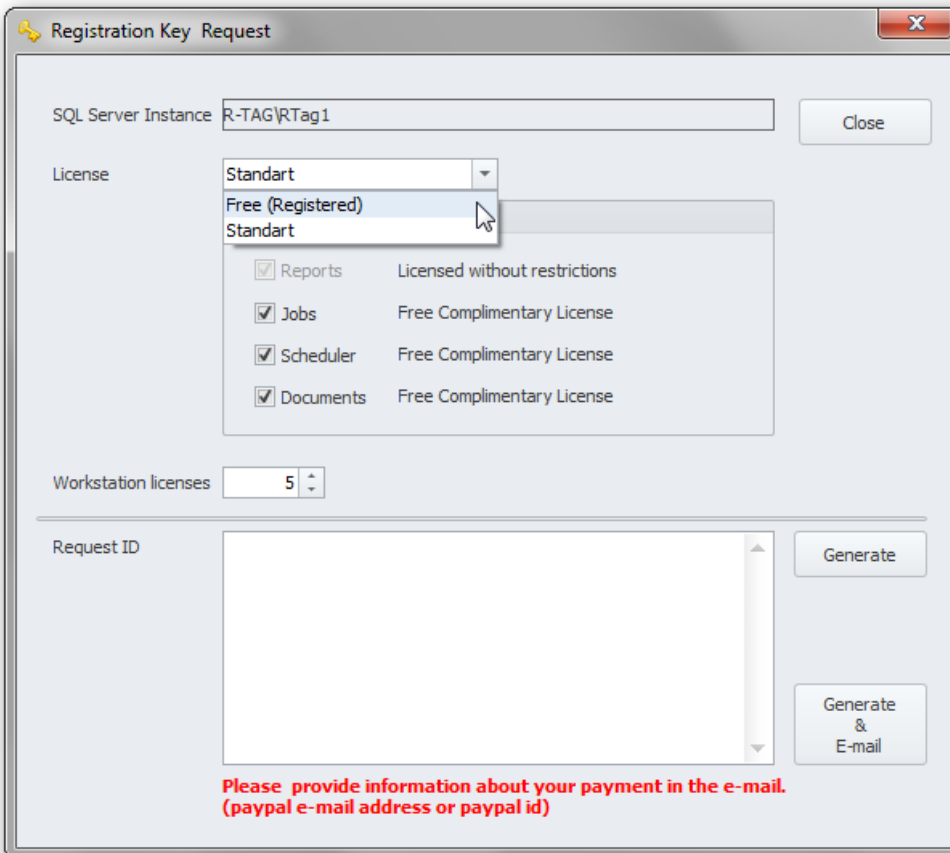 Registration Key Request
SQL Server Instance R-TAG\RTag1
Close
License Standart
Free (Registered)
Standart
Reports Licensed without restrictions
Jobs Free Complimentary License
Scheduler Free Complimentary License
Documents Free Complimentary License
Workstation licenses 5
Request ID
Generate
Generate
&
E-mail
Please provide information about your payment in the e-mail.
(paypal e-mail address or paypal id)